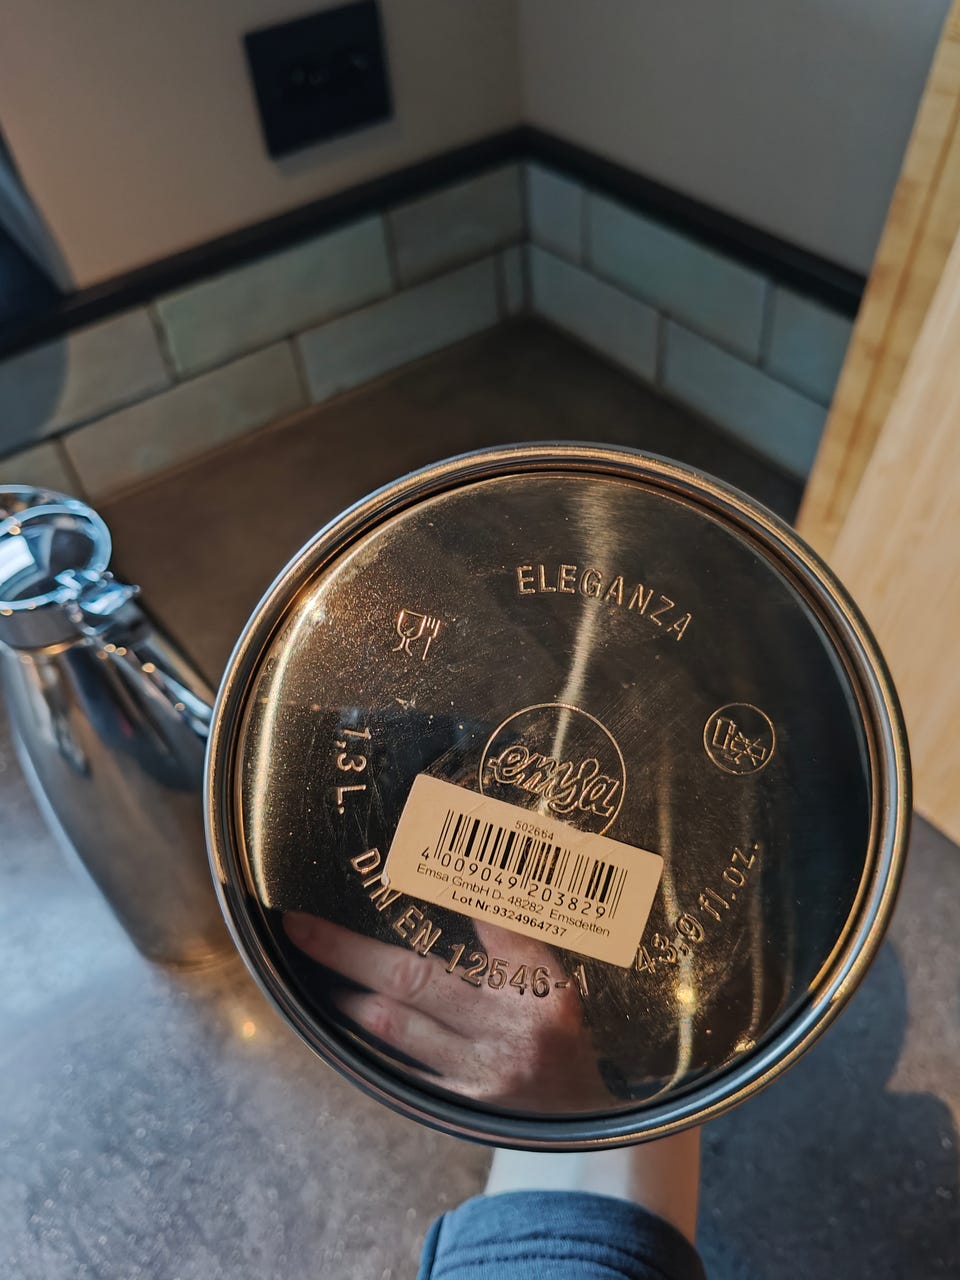 ELEGANZA
1,3 L.
emsa
502664
4 009049 203829
Emsa GmbH D- 48282 Emsdetten
Lot Nr.9324964737
DIN EN 12546-1
43.9 fl.oz.